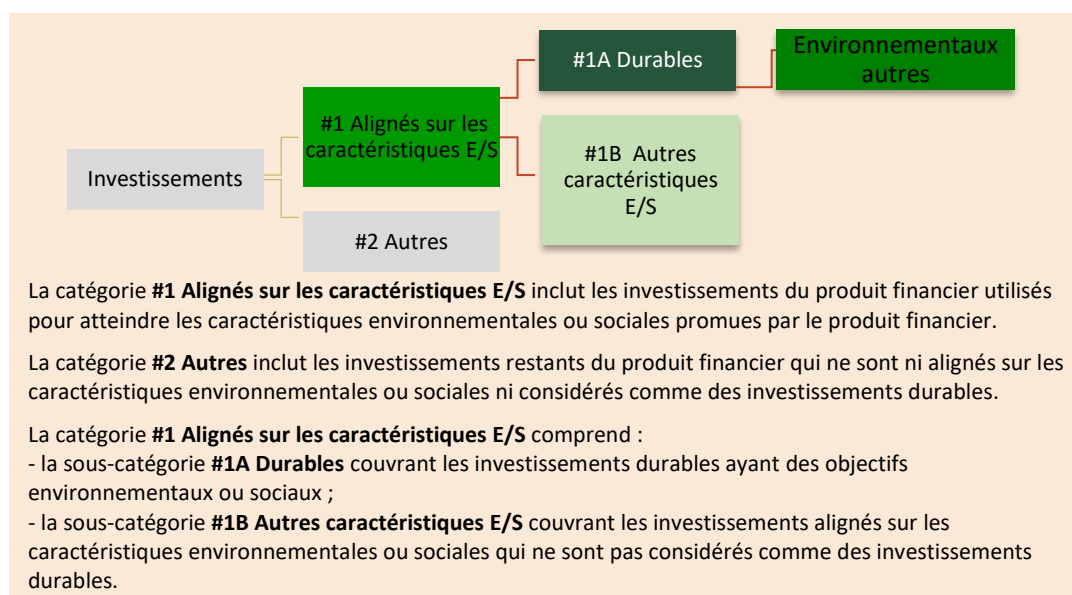 #1A Durables
Environnementaux
autres
#1 Alignés sur les
caractéristiques E/S
#1B Autres
caractéristiques
E/S
Investissements
#2 Autres
La catégorie #1 Alignés sur les caractéristiques E/S inclut les investissements du produit financier utilisés
pour atteindre les caractéristiques environnementales ou sociales promues par le produit financier.
La catégorie #2 Autres inclut les investissements restants du produit financier qui ne sont ni alignés sur les
caractéristiques environnementales ou sociales ni considérés comme des investissements durables.
La catégorie #1 Alignés sur les caractéristiques E/S comprend :
- la sous-catégorie #1A Durables couvrant les investissements durables ayant des objectifs
environnementaux ou sociaux ;
- la sous-catégorie #1B Autres caractéristiques E/S couvrant les investissements alignés sur les
caractéristiques environnementales ou sociales qui ne sont pas considérés comme des investissements
durables.